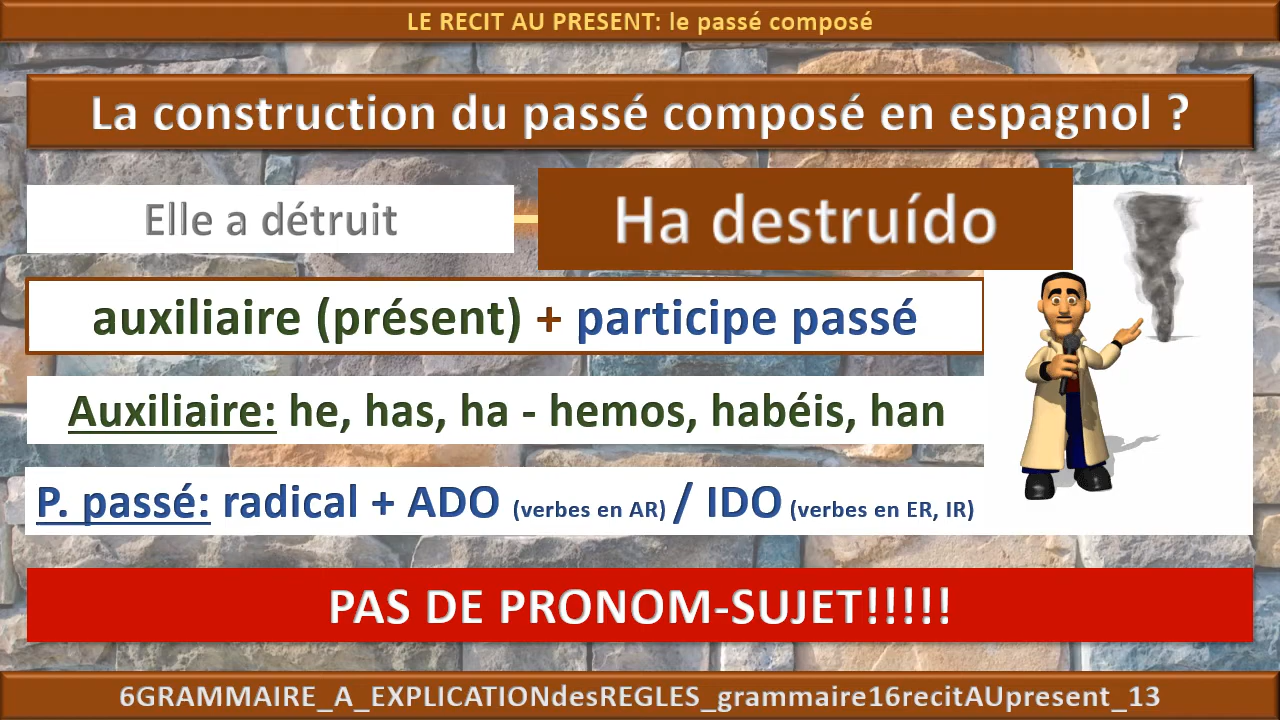 LE RECIT AU PRESENT: le passé composé
La construction du passé composé en espagnol ?
Elle a détruit
Ha destruído
auxiliaire (présent) + participe passé
Auxiliaire: he, has, ha - hemos, habéis, han
P. passé: radical + ADO (verbes en AR) / IDO (verbes en ER, IR)
PAS DE PRONOM-SUJET!!!!!
6GRAMMAIRE_A_EXPLICATIONdesREGLES_grammaire16recitAUpresent_13